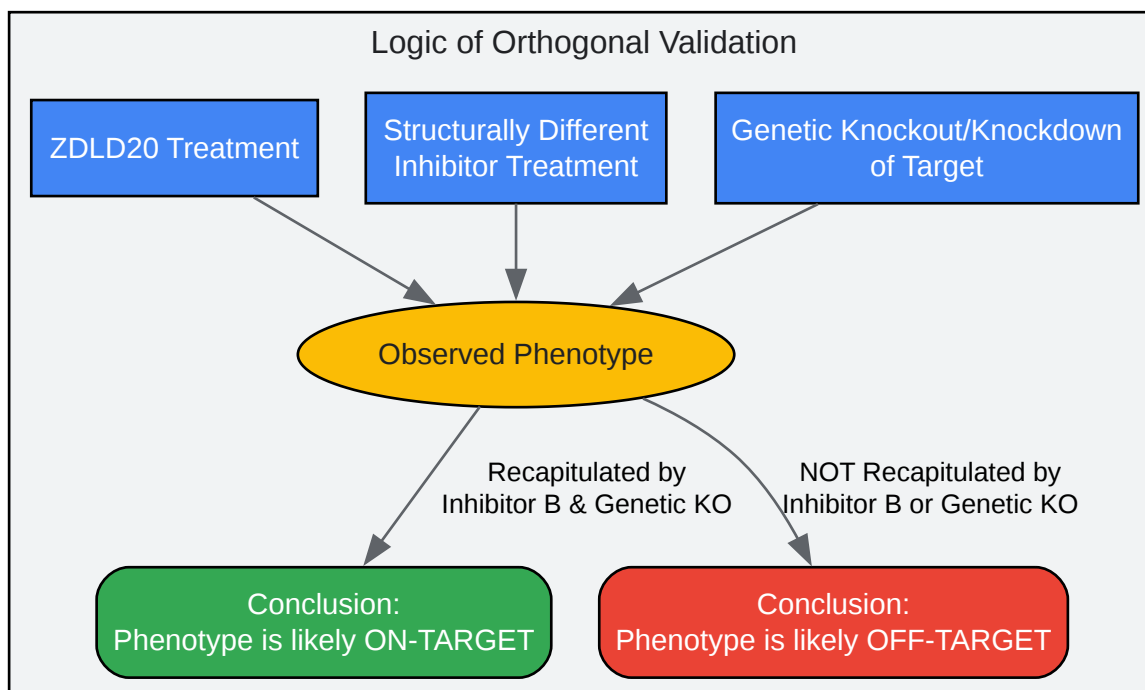 Logic of Orthogonal Validation
ZDLD20 Treatment
Structurally Different
Inhibitor Treatment
Genetic Knockout/Knockdown
of Target
Observed Phenotype
Recapitulated by
Inhibitor B & Genetic KO
NOT Recapitulated by
Inhibitor B or Genetic KO
Conclusion:
Phenotype is likely ON-TARGET
Conclusion:
Phenotype is likely OFF-TARGET